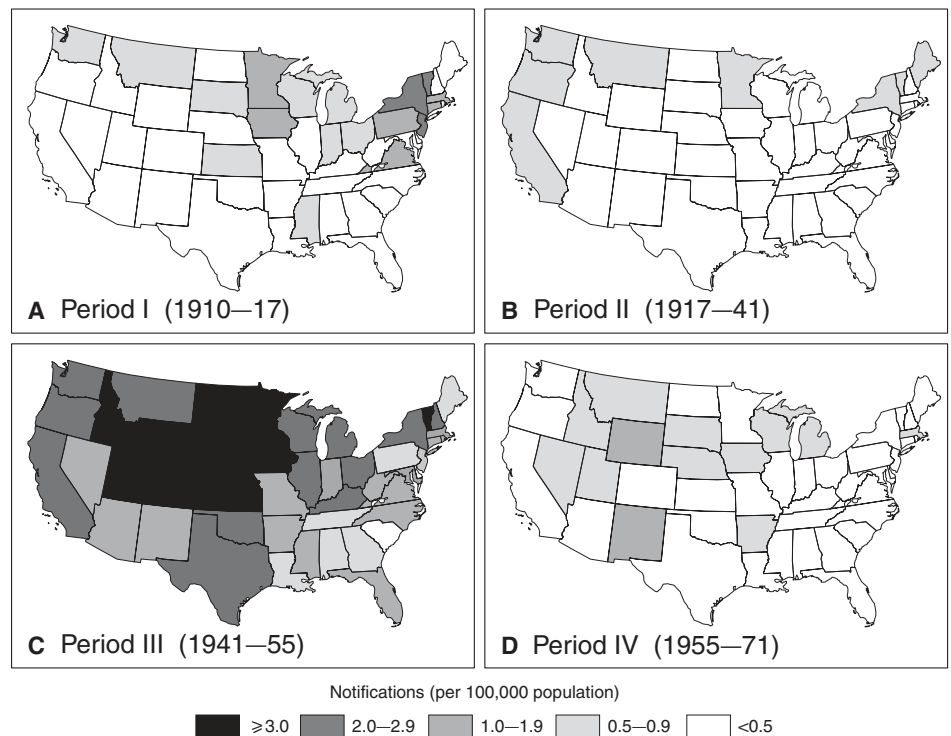 A Period I (1910—17)
B Period II (1917—41)
C Period III (1941—55)
D Period IV (1955—71)
Notifications (per 100,000 population)
⩾3.0 2.0—2.9 1.0—1.9 0.5—0.9 <0.5